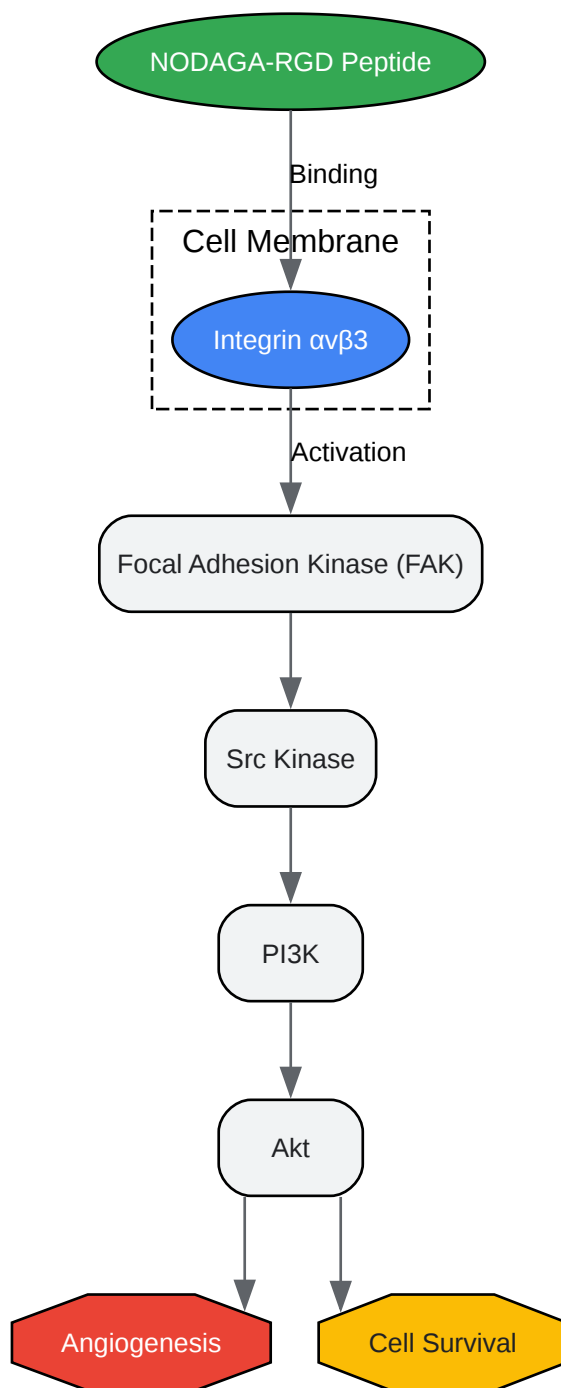 NODAGA-RGD Peptide
Binding
Cell Membrane
Integrin αvβ3
Activation
Focal Adhesion Kinase (FAK)
Src Kinase
PI3K
Akt
Angiogenesis
Cell Survival